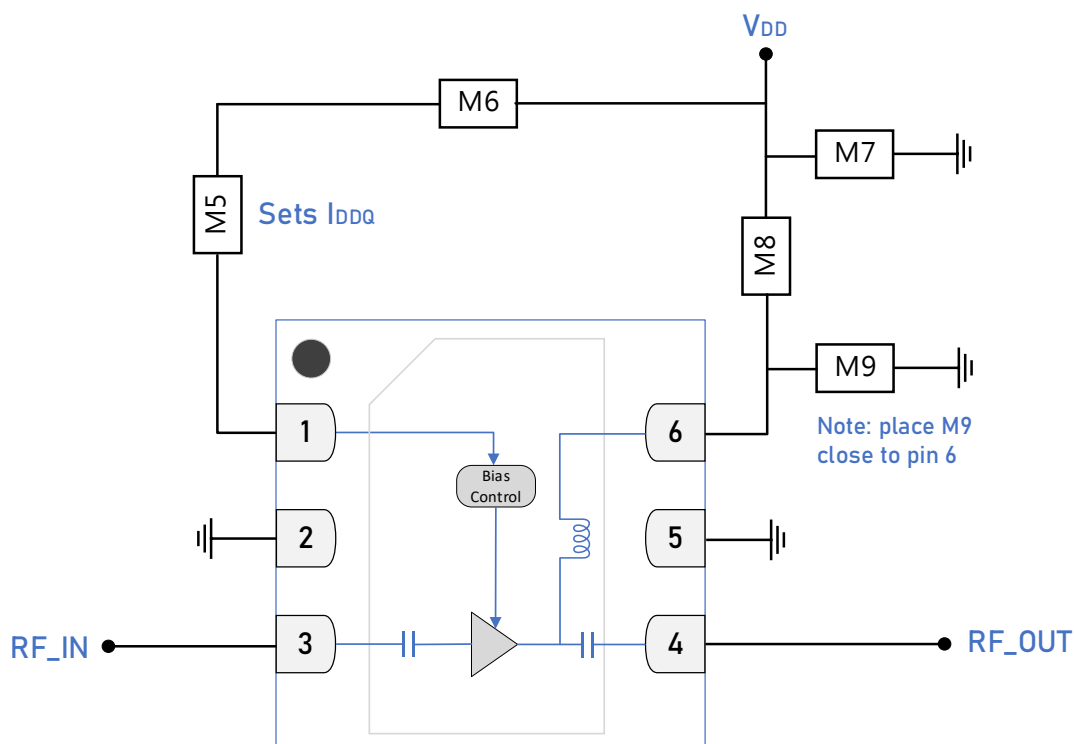 VDD
M6
M7
M5
Sets IDDQ
M8
M9
Note: place M9
close to pin 6
1
6
Bias
Control
2
5
RF_IN
3
4
RF_OUT